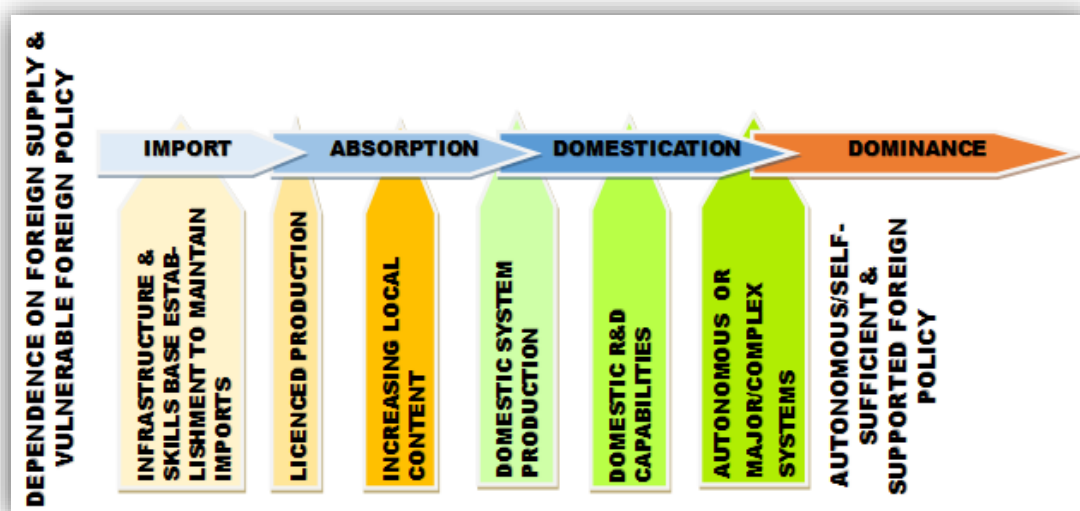 DEPENDENCE ON FOREIGN SUPPLY &
VULNERABLE FOREIGN POLICY
IMPORT
ABSORPTION
DOMESTICATION
DOMINANCE
INFRASTRUCTURE &
SKILLS BASE ESTAB-
LISHMENT TO MAINTAIN
IMPORTS
LICENCED PRODUCTION
INCREASING LOCAL
CONTENT
DOMESTIC SYSTEM
PRODUCTION
DOMESTIC R&D
CAPABILITIES
AUTONOMOUS OR
MAJOR/COMPLEX
SYSTEMS
AUTONOMOUS/SELF-
SUFFICIENT &
SUPPORTED FOREIGN
POLICY